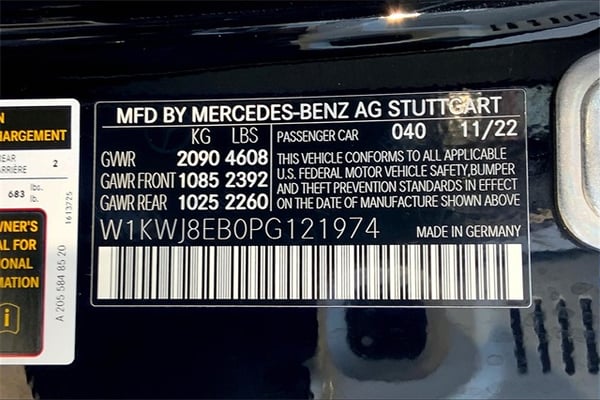 MFD BY MERCEDES-BENZ AG STUTTGART
KG LBS
GVWR 2090 4608
GAWR FRONT 1085 2392
GAWR REAR 1025 2260
PASSENGER CAR 040 11/22
THIS VEHICLE CONFORMS TO ALL APPLICABLE
U.S. FEDERAL MOTOR VEHICLE SAFETY,BUMPER
AND THEFT PREVENTION STANDARDS IN EFFECT
ON THE DATE OF MANUFACTURE SHOWN ABOVE
W1KWJ8EB0PG121974 MADE IN GERMANY
HARGEMENT
REAR 2
ARRIÈRE
683 lbs.
lb.
1613725
WNER'S
AL FOR
IONAL
MATION
i
A 205 584 85 20